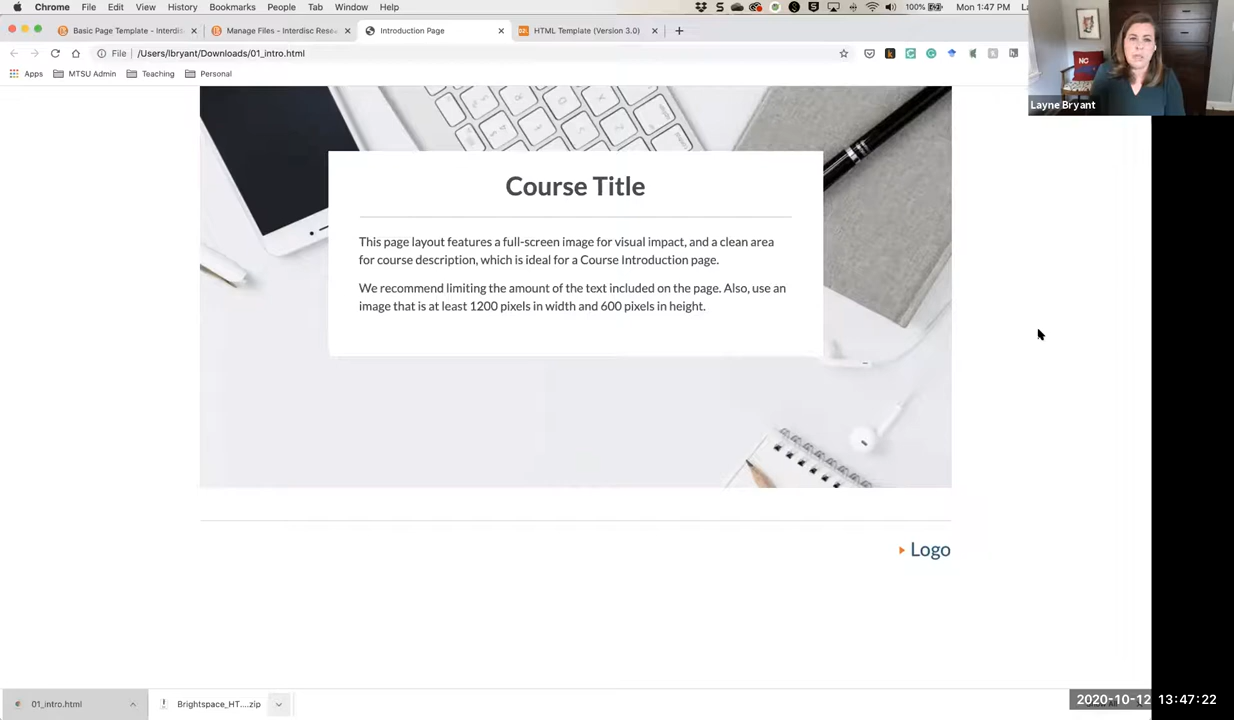 Chrome File Edit View History Bookmarks People Tab Window Help 100% Mon 1:47 PM
Basic Page Template - Interdis Manage Files - Interdisc Rese Introduction Page HTML Template (Version 3.0)
File /Users/lbryant/Downloads/01_intro.html
Apps MTSU Admin Teaching Personal
NC
Layne Bryant
Course Title
This page layout features a full-screen image for visual impact, and a clean area
for course description, which is ideal for a Course Introduction page.
We recommend limiting the amount of the text included on the page. Also, use an
image that is at least 1200 pixels in width and 600 pixels in height.
Logo
01_intro.html Brightspace_HT....zip
2020-10-12 13:47:22